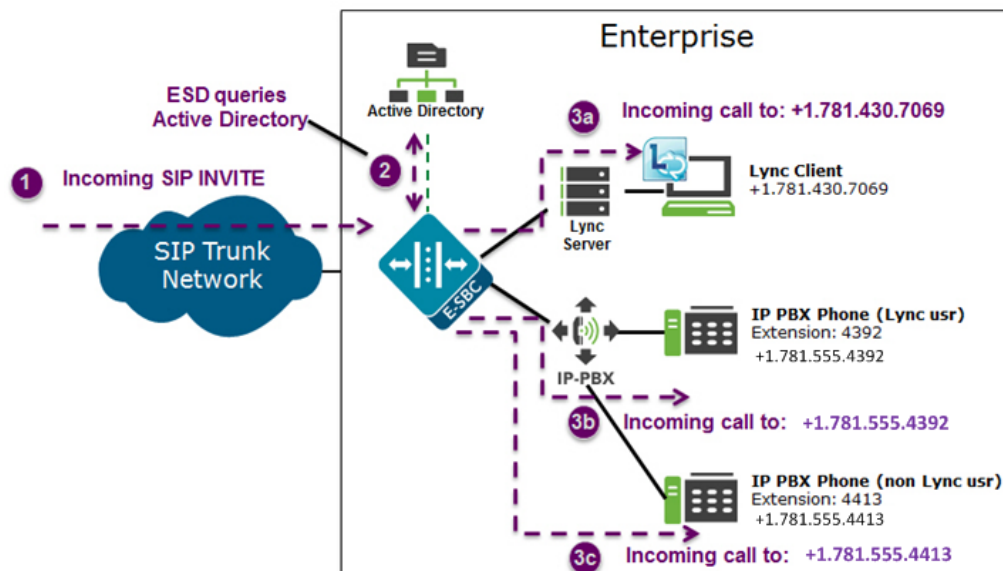 Enterprise
ESD queries
Active Directory
Active Directory
3a
Incoming call to: +1.781.430.7069
1
Incoming SIP INVITE
2
L
Lync Client
+1.781.430.7069
Lync
Server
SIP Trunk
Network
E-SBC
IP PBX Phone (Lync usr)
Extension: 4392
+1.781.555.4392
IP-PBX
3b
Incoming call to: +1.781.555.4392
IP PBX Phone (non Lync usr)
Extension: 4413
+1.781.555.4413
3c
Incoming call to: +1.781.555.4413